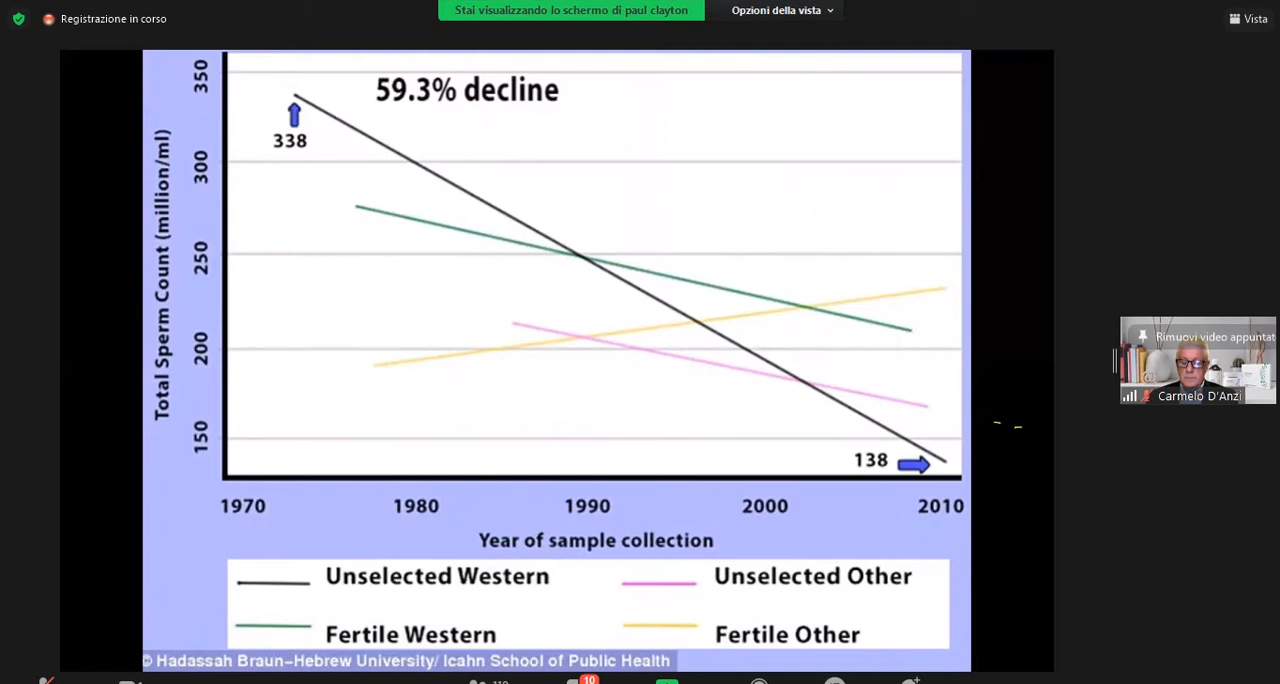 Registrazione in corso
Stai visualizzando lo schermo di paul clayton
Opzioni della vista
Vista
59.3% decline
338
138
Total Sperm Count (million/ml)
350
300
250
200
150
1970 1980 1990 2000 2010
Year of sample collection
Unselected Western
Unselected Other
Fertile Western
Fertile Other
© Hadassah Braun–Hebrew University/ Icahn School of Public Health
Rimuovi video appuntat
Carmelo D'Anzi
10